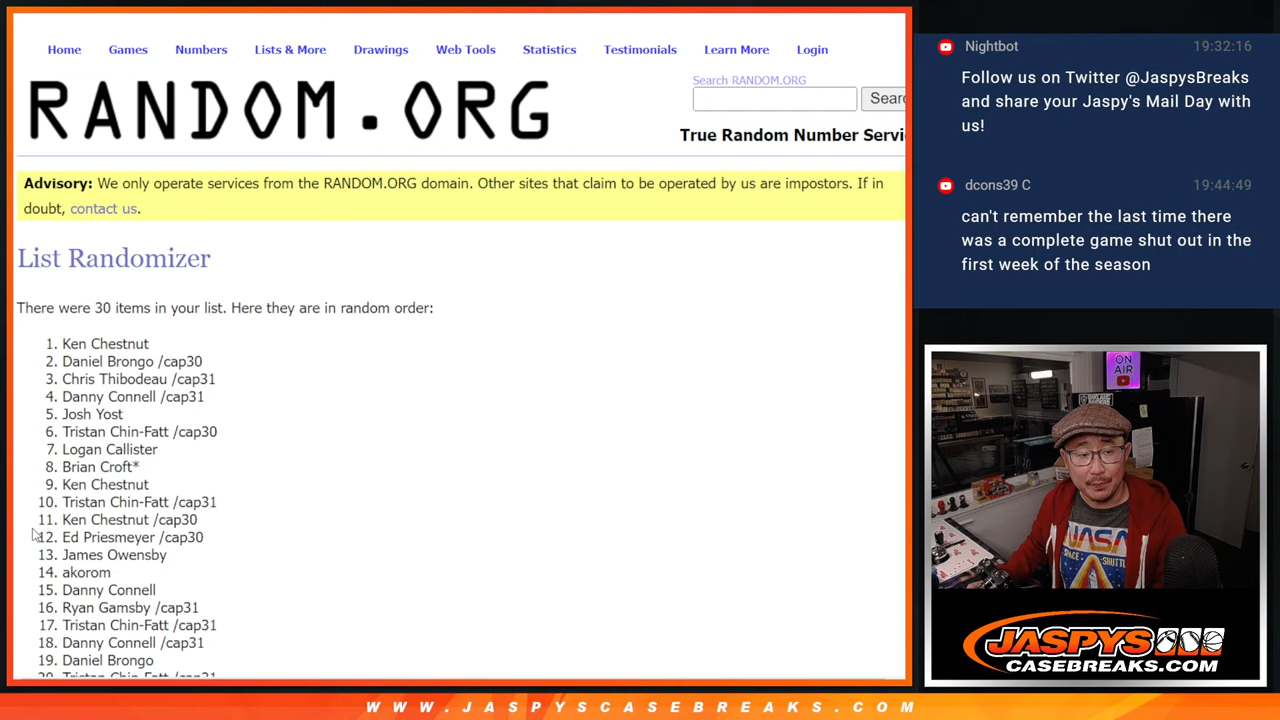 Home Games Numbers Lists & More Drawings Web Tools Statistics Testimonials Learn More Login
RANDOM.ORG
Search RANDOM.ORG
Sear
True Random Number Servi
Advisory: We only operate services from the RANDOM.ORG domain. Other sites that claim to be operated by us are impostors. If in
doubt, contact us.
List Randomizer
There were 30 items in your list. Here they are in random order:
1. Ken Chestnut
2. Daniel Brongo /cap30
3. Chris Thibodeau /cap31
4. Danny Connell /cap31
5. Josh Yost
6. Tristan Chin-Fatt /cap30
7. Logan Callister
8. Brian Croft*
9. Ken Chestnut
10. Tristan Chin-Fatt /cap31
11. Ken Chestnut /cap30
12. Ed Priesmeyer /cap30
13. James Owensby
14. akorom
15. Danny Connell
16. Ryan Gamsby /cap31
17. Tristan Chin-Fatt /cap31
18. Danny Connell /cap31
19. Daniel Brongo
20. Tristan Chin-Fatt /cap31
Nightbot 19:32:16
Follow us on Twitter @JaspysBreaks
and share your Jaspy's Mail Day with
us!
dcons39 C 19:44:49
can't remember the last time there
was a complete game shut out in the
first week of the season
ON
AIR
NASA
SPACE SHUTTLE
JASPYS
CASEBREAKS.COM
WWW.JASPYSCASEBREAKS.COM